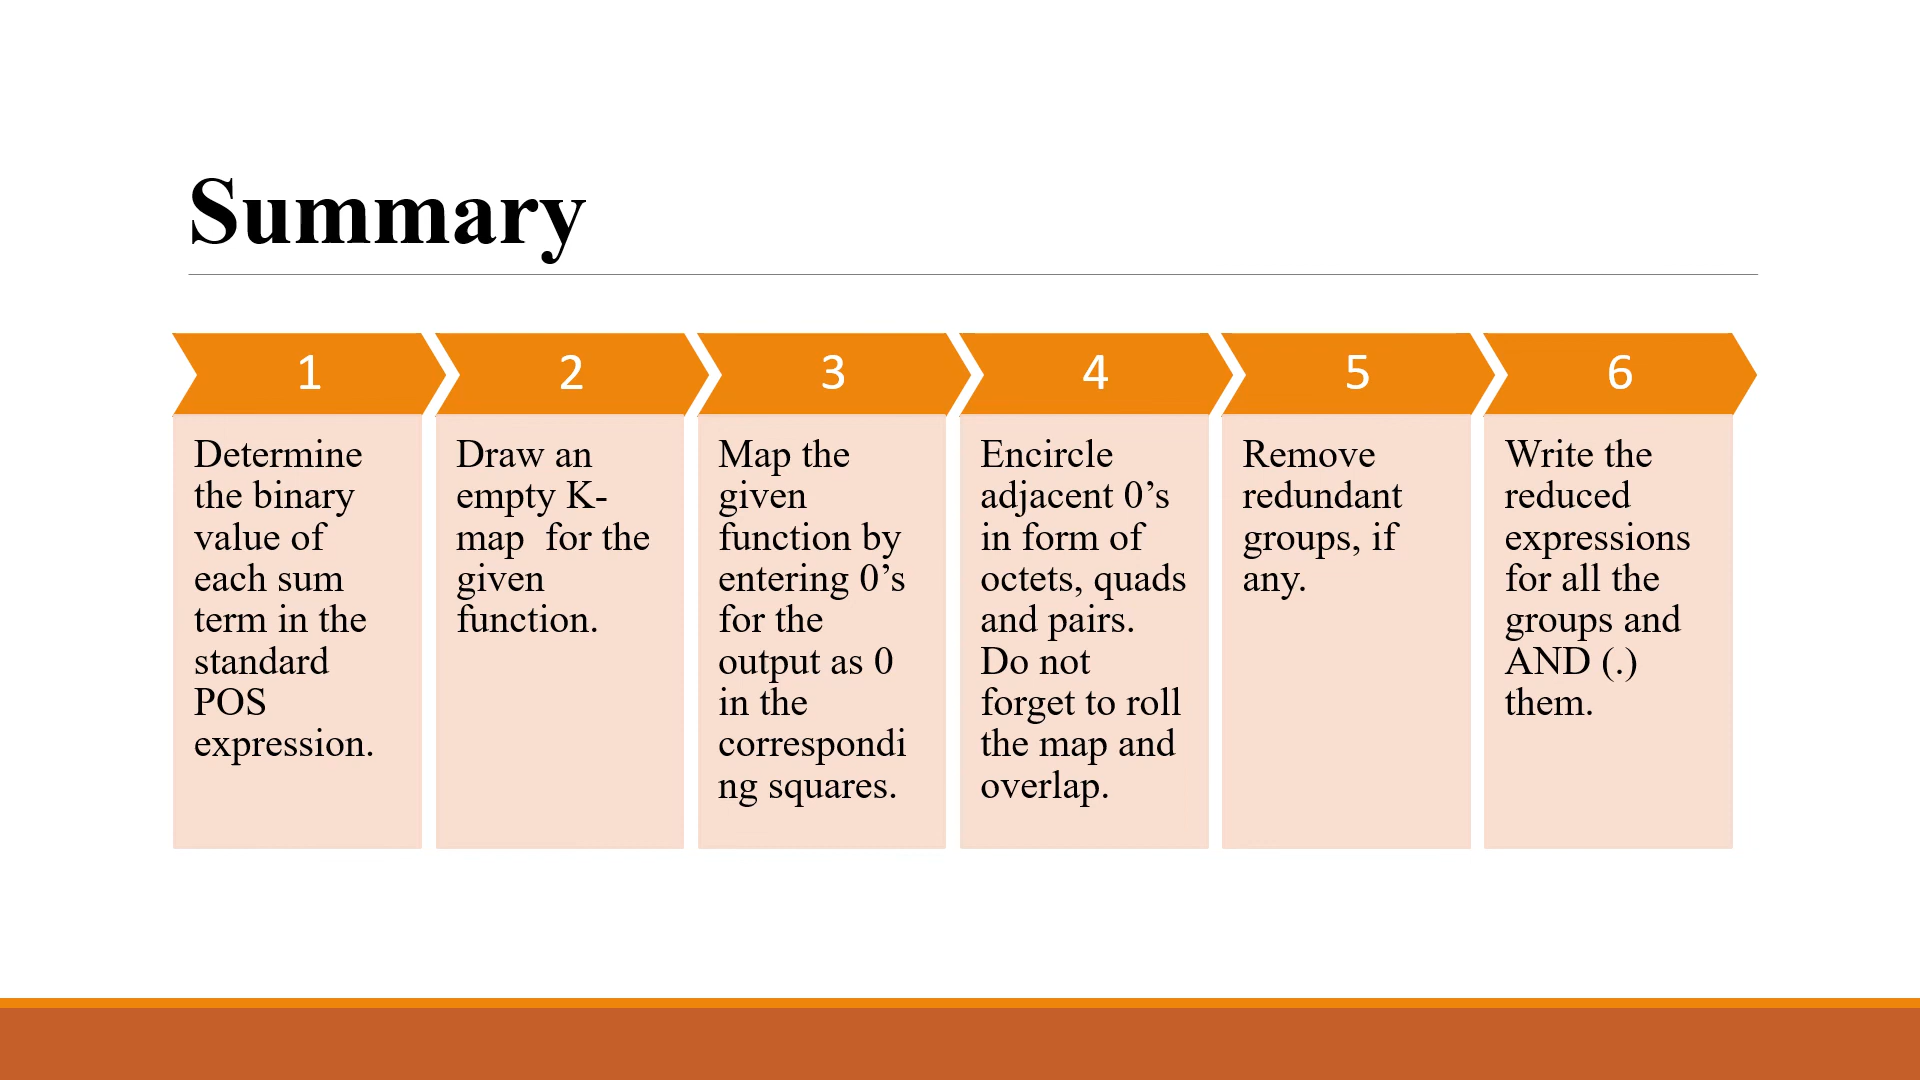 Summary
1
Determine
the binary
value of
each sum
term in the
standard
POS
expression.
2
Draw an
empty K-
map  for the
given
function.
3
Map the
given
function by
entering 0’s
for the
output as 0
in the
correspondi
ng squares.
4
Encircle
adjacent 0’s
in form of
octets, quads
and pairs.
Do not
forget to roll
the map and
overlap.
5
Remove
redundant
groups, if
any.
6
Write the
reduced
expressions
for all the
groups and
AND (.)
them.